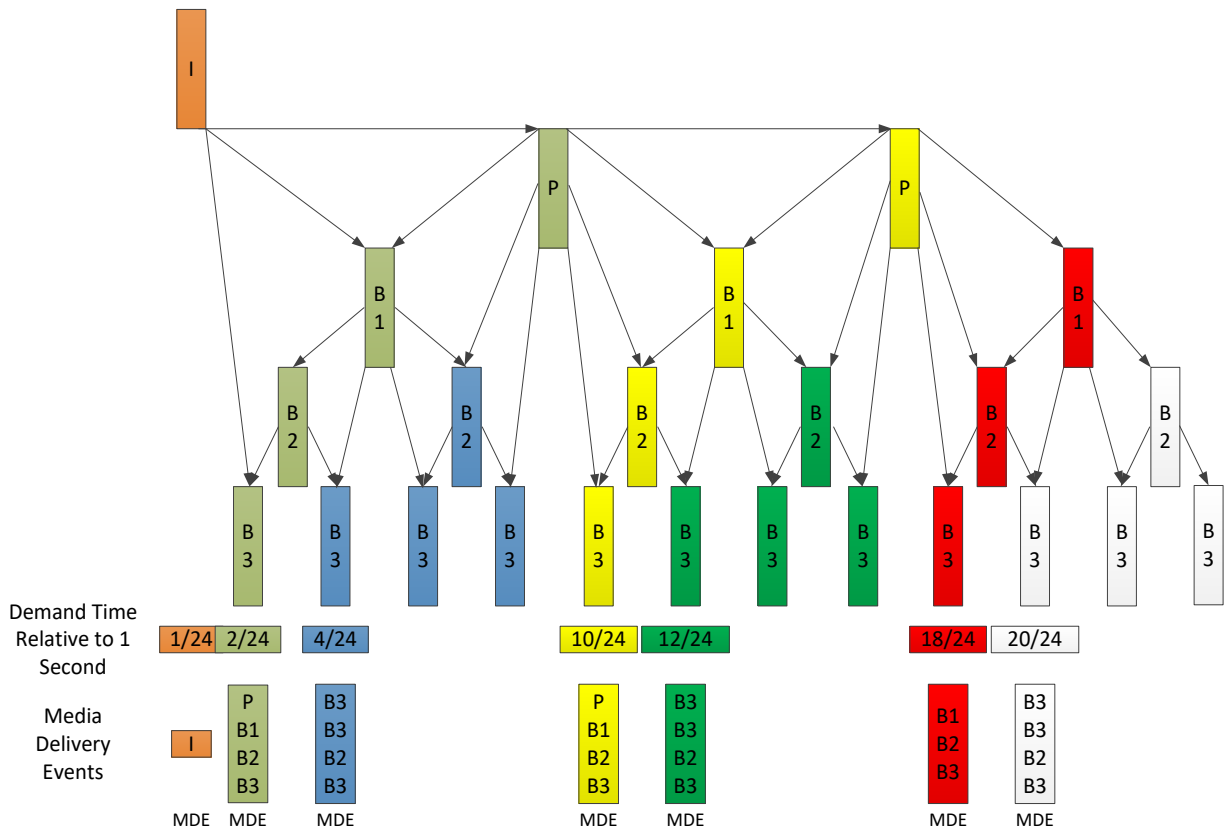 I
P
P
B
1
B
1
B
1
B
2
B
2
B
2
B
2
B
2
B
2
B
3
B
3
B
3
B
3
B
3
B
3
B
3
B
3
B
3
B
3
B
3
B
3
Demand Time
Relative to 1
Second
1/24
2/24
4/24
10/24
12/24
18/24
20/24
Media
Delivery
Events
I
P
B1
B2
B3
B3
B3
B2
B3
P
B1
B2
B3
B3
B3
B2
B3
B1
B2
B3
B3
B3
B2
B3
MDE
MDE
MDE
MDE
MDE
MDE
MDE